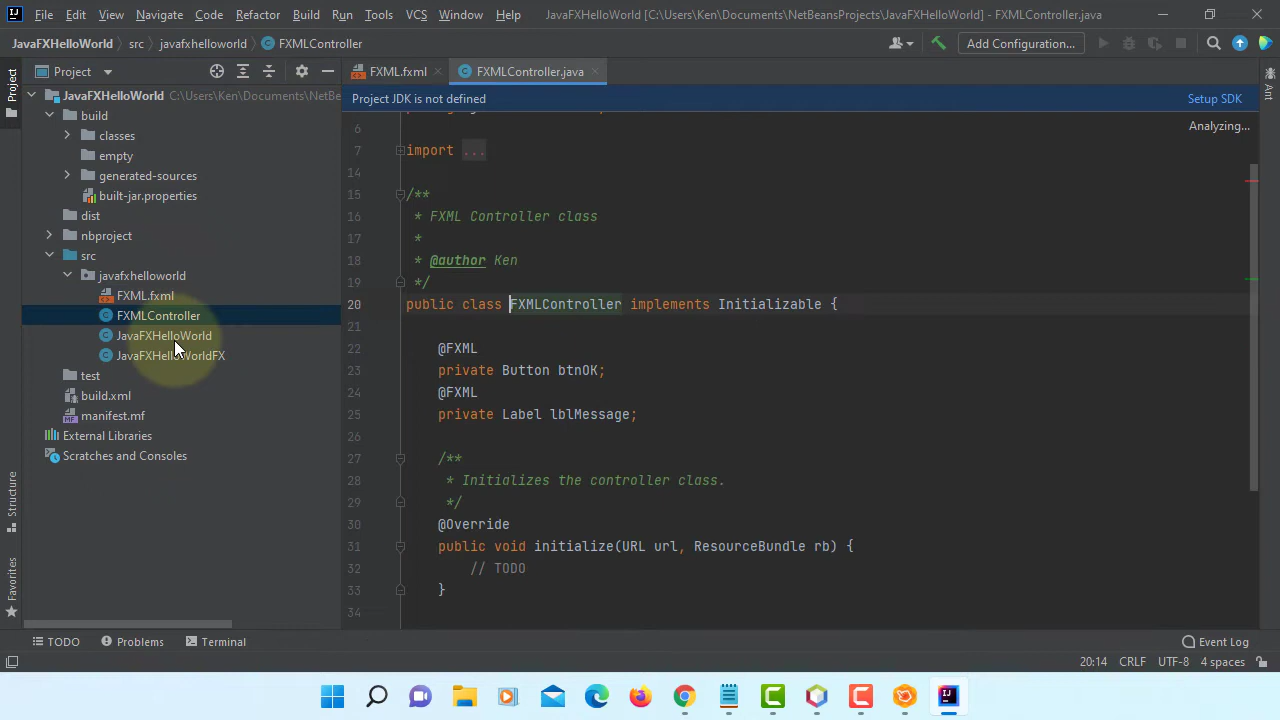 File Edit View Navigate Code Refactor Build Run Tools VCS Window Help JavaFXHelloWorld [C:\Users\Ken\Documents\NetBeansProjects\JavaFXHelloWorld] - FXMLController.java
JavaFXHelloWorld src javafxhelloworld FXMLController Add Configuration...
Project
Project
JavaFXHelloWorld C:\Users\Ken\Documents\NetBea
build
classes
empty
generated-sources
built-jar.properties
dist
nbproject
src
javafxhelloworld
FXML.fxml
FXMLController
JavaFXHelloWorld
JavaFXHelloWorldFX
test
build.xml
manifest.mf
External Libraries
Scratches and Consoles
Structure
Favorites
FXML.fxml FXMLController.java
Project JDK is not defined Setup SDK
Analyzing...
Ant
6
7 import ...
14
15 /**
16 * FXML Controller class
17 *
18 * @author Ken
19 */
20 public class FXMLController implements Initializable {
21
22 @FXML
23 private Button btnOK;
24 @FXML
25 private Label lblMessage;
26
27 /**
28 * Initializes the controller class.
29 */
30 @Override
31 public void initialize(URL url, ResourceBundle rb) {
32 // TODO
33 }
34
TODO Problems Terminal Event Log
20:14 CRLF UTF-8 4 spaces